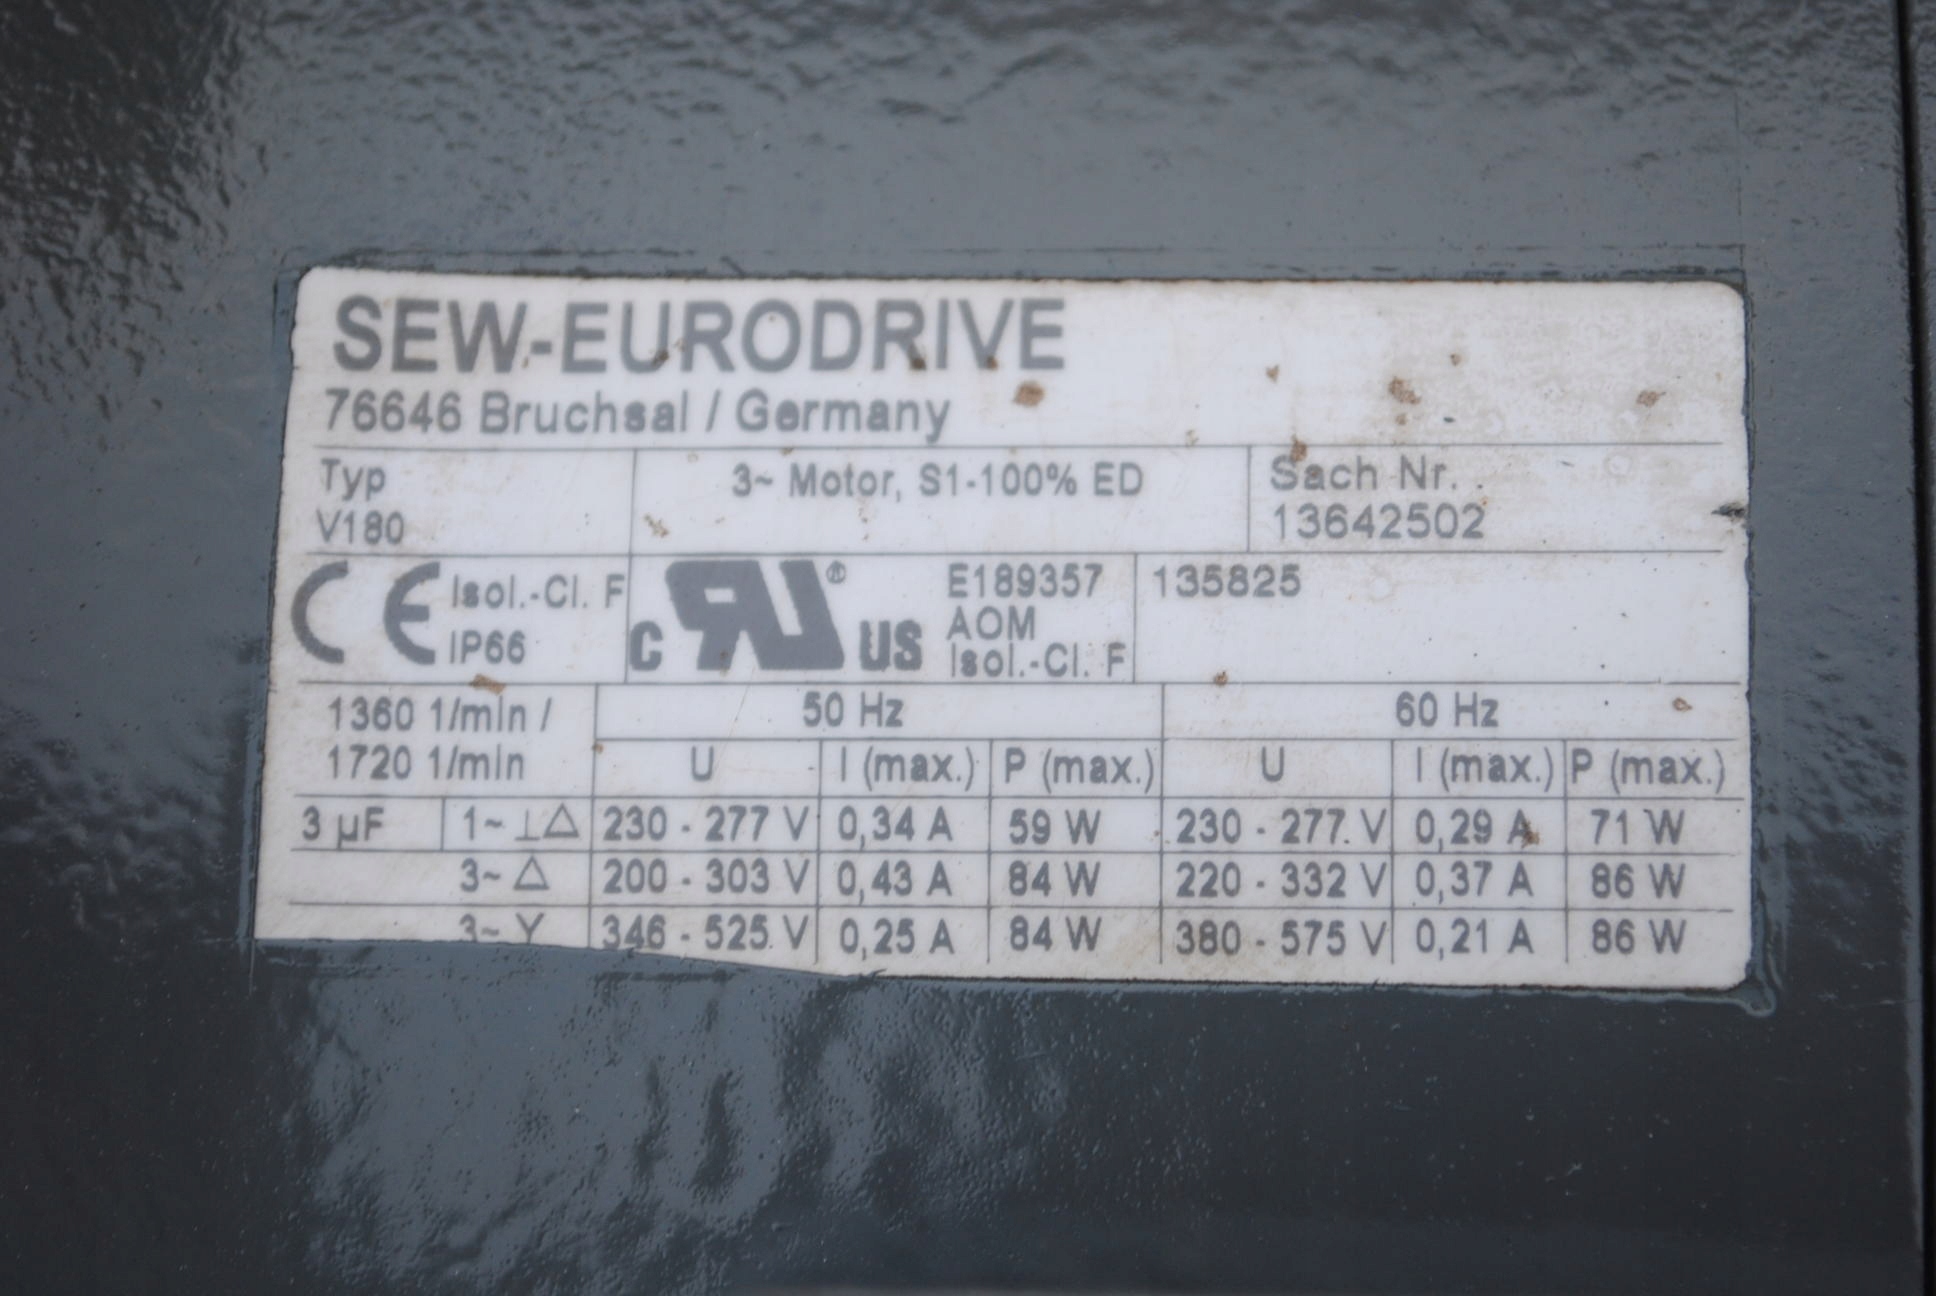 SEW-EURODRIVE
76646 Bruchsal / Germany
Typ
V180
3~ Motor, S1-100% ED
Sach Nr.
13642502
CE Isol.-Cl. F
IP66
C RU ® US
E189357
AOM
Isol.-Cl. F
135825
1360 1/min /
1720 1/min
50 Hz 60 Hz
U I (max.) P (max.) U I (max.) P (max.)
3 µF 1~ ⊥△ 230 - 277 V 0,34 A 59 W 230 - 277 V 0,29 A 71 W
3~ △ 200 - 303 V 0,43 A 84 W 220 - 332 V 0,37 A 86 W
3~ Y 346 - 525 V 0,25 A 84 W 380 - 575 V 0,21 A 86 W